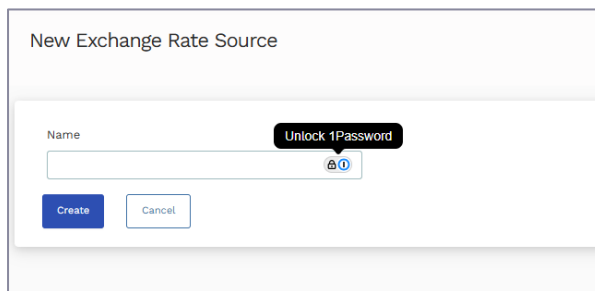 New Exchange Rate Source
Name
Unlock 1Password
Create
Cancel